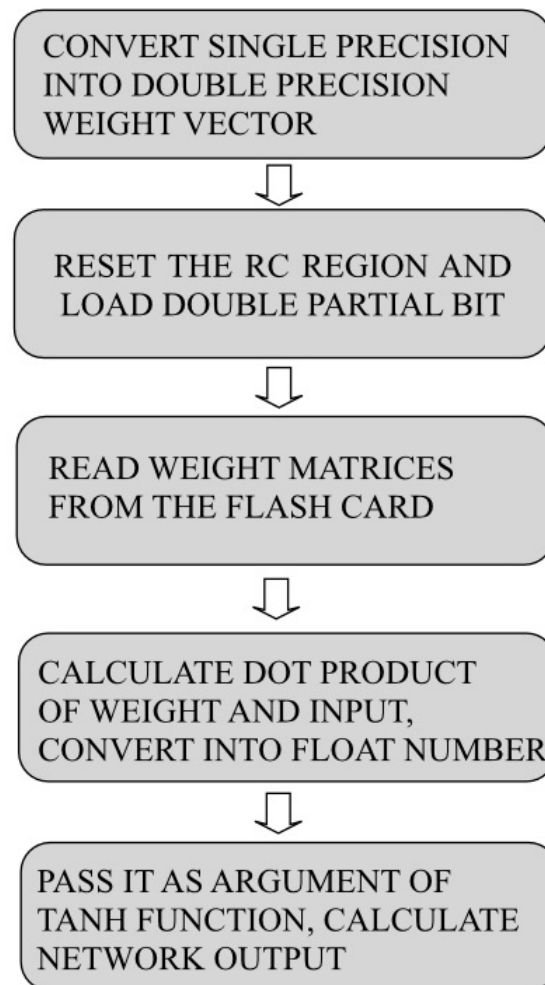 CONVERT SINGLE PRECISION
INTO DOUBLE PRECISION
WEIGHT VECTOR
RESET THE RC REGION AND
LOAD DOUBLE PARTIAL BIT
READ WEIGHT MATRICES
FROM THE FLASH CARD
CALCULATE DOT PRODUCT
OF WEIGHT AND INPUT,
CONVERT INTO FLOAT NUMBER
PASS IT AS ARGUMENT OF
TANH FUNCTION, CALCULATE
NETWORK OUTPUT